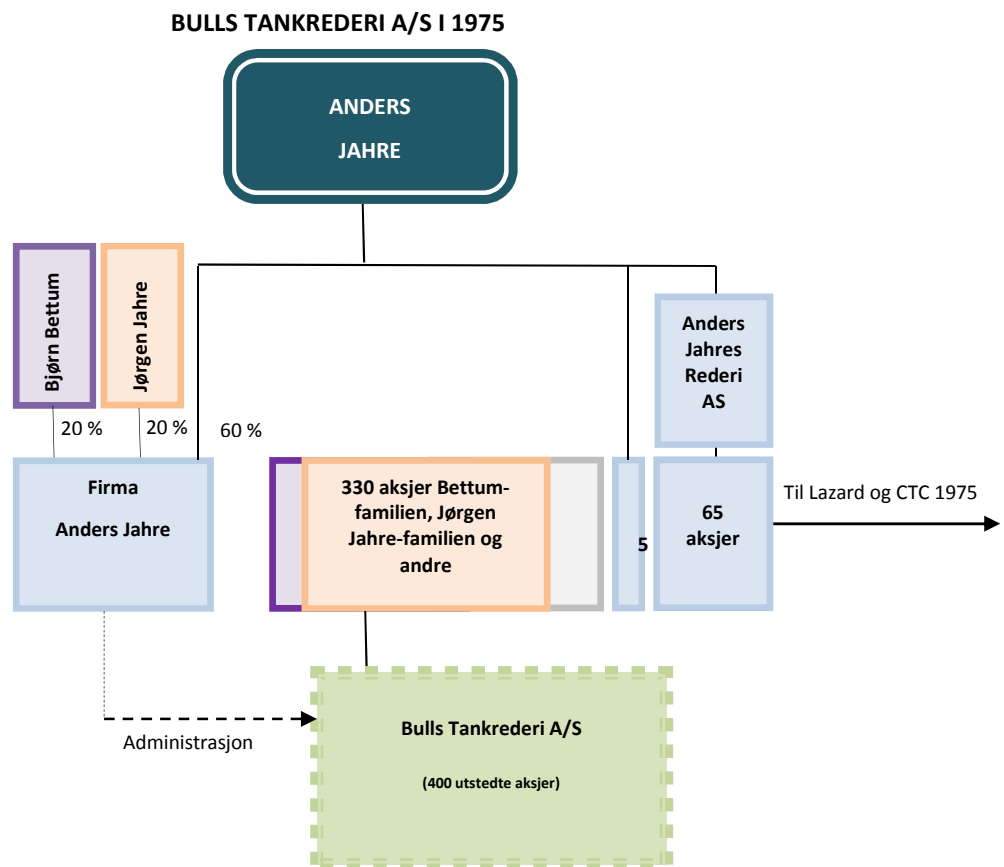 BULLS TANKREDERI A/S I 1975
ANDERS
JAHRE
Bjørn Bettum
Jørgen Jahre
Anders
Jahres
Rederi
AS
20 %
20 %
60 %
Firma
Anders Jahre
330 aksjer Bettum-
familien, Jørgen
Jahre-familien og
andre
5
65
aksjer
Til Lazard og CTC 1975
Administrasjon
Bulls Tankrederi A/S
(400 utstedte aksjer)